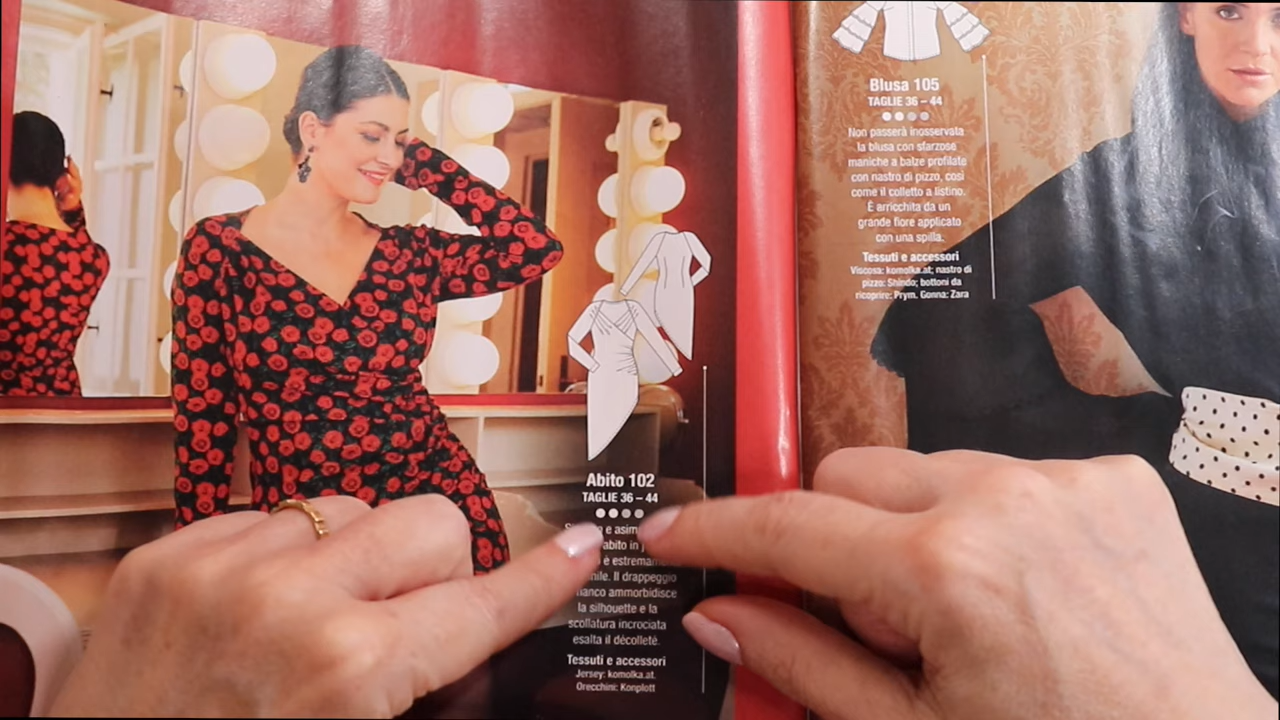 Abito 102
TAGLIE 36 – 44
e asim
abito in
è estremam
nile. Il drappeggio
ianco ammorbidisce
la silhouette e la
scollatura incrociata
esalta il décolleté.
Tessuti e accessori
Jersey: komolka.at.
Orecchini: Konplott
Blusa 105
TAGLIE 36 – 44
Non passerà inosservata
la blusa con sfarzose
maniche a balze profilate
con nastro di pizzo, così
come il colletto a listino.
È arricchita da un
grande fiore applicato
con una spilla.
Tessuti e accessori
Viscosa: komolka.at; nastro di
pizzo: Shindo; bottoni da
ricoprire: Prym. Gonna: Zara